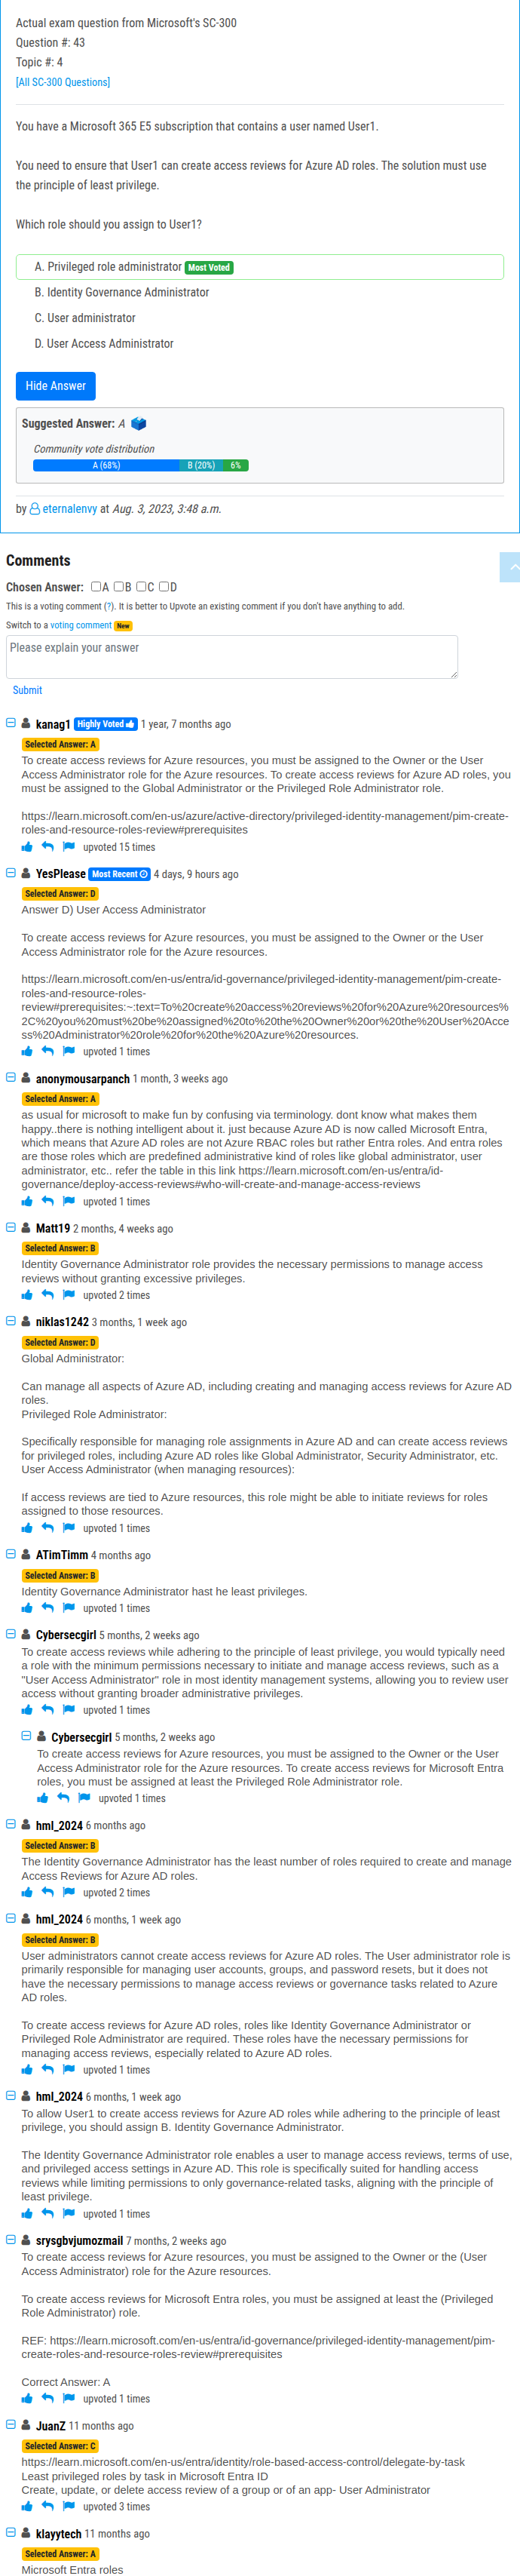 Actual exam question from Microsoft's SC-300
Question #: 43
Topic #: 4
[All SC-300 Questions]
You have a Microsoft 365 E5 subscription that contains a user named User1.
You need to ensure that User1 can create access reviews for Azure AD roles. The solution must use
the principle of least privilege.
Which role should you assign to User1?
A. Privileged role administrator Most Voted
B. Identity Governance Administrator
C. User administrator
D. User Access Administrator
Hide Answer
Suggested Answer: A
Community vote distribution
A (68%) B (20%) 6%
by eternalenvy at Aug. 3, 2023, 3:48 a.m.
Comments
Chosen Answer: A B C D
This is a voting comment (?). It is better to Upvote an existing comment if you don't have anything to add.
Switch to a voting comment New
Please explain your answer
Submit
kanag1 Highly Voted 1 year, 7 months ago
Selected Answer: A
To create access reviews for Azure resources, you must be assigned to the Owner or the User
Access Administrator role for the Azure resources. To create access reviews for Azure AD roles, you
must be assigned to the Global Administrator or the Privileged Role Administrator role.
https://learn.microsoft.com/en-us/azure/active-directory/privileged-identity-management/pim-create-
roles-and-resource-roles-review#prerequisites
upvoted 15 times
YesPlease Most Recent 4 days, 9 hours ago
Selected Answer: D
Answer D) User Access Administrator
To create access reviews for Azure resources, you must be assigned to the Owner or the User
Access Administrator role for the Azure resources.
https://learn.microsoft.com/en-us/entra/id-governance/privileged-identity-management/pim-create-
roles-and-resource-roles-
review#prerequisites:~:text=To%20create%20access%20reviews%20for%20Azure%20resources%
2C%20you%20must%20be%20assigned%20to%20the%20Owner%20or%20the%20User%20Acce
ss%20Administrator%20role%20for%20the%20Azure%20resources.
upvoted 1 times
anonymousarpanch 1 month, 3 weeks ago
Selected Answer: A
as usual for microsoft to make fun by confusing via terminology. dont know what makes them
happy..there is nothing intelligent about it. just because Azure AD is now called Microsoft Entra,
which means that Azure AD roles are not Azure RBAC roles but rather Entra roles. And entra roles
are those roles which are predefined administrative kind of roles like global administrator, user
administrator, etc.. refer the table in this link https://learn.microsoft.com/en-us/entra/id-
governance/deploy-access-reviews#who-will-create-and-manage-access-reviews
upvoted 1 times
Matt19 2 months, 4 weeks ago
Selected Answer: B
Identity Governance Administrator role provides the necessary permissions to manage access
reviews without granting excessive privileges.
upvoted 2 times
niklas1242 3 months, 1 week ago
Selected Answer: D
Global Administrator:
Can manage all aspects of Azure AD, including creating and managing access reviews for Azure AD
roles.
Privileged Role Administrator:
Specifically responsible for managing role assignments in Azure AD and can create access reviews
for privileged roles, including Azure AD roles like Global Administrator, Security Administrator, etc.
User Access Administrator (when managing resources):
If access reviews are tied to Azure resources, this role might be able to initiate reviews for roles
assigned to those resources.
upvoted 1 times
ATimTimm 4 months ago
Selected Answer: B
Identity Governance Administrator hast he least privileges.
upvoted 1 times
Cybersecgirl 5 months, 2 weeks ago
To create access reviews while adhering to the principle of least privilege, you would typically need
a role with the minimum permissions necessary to initiate and manage access reviews, such as a
"User Access Administrator" role in most identity management systems, allowing you to review user
access without granting broader administrative privileges.
upvoted 1 times
Cybersecgirl 5 months, 2 weeks ago
To create access reviews for Azure resources, you must be assigned to the Owner or the User
Access Administrator role for the Azure resources. To create access reviews for Microsoft Entra
roles, you must be assigned at least the Privileged Role Administrator role.
upvoted 1 times
hml_2024 6 months ago
Selected Answer: B
The Identity Governance Administrator has the least number of roles required to create and manage
Access Reviews for Azure AD roles.
upvoted 2 times
hml_2024 6 months, 1 week ago
Selected Answer: B
User administrators cannot create access reviews for Azure AD roles. The User administrator role is
primarily responsible for managing user accounts, groups, and password resets, but it does not
have the necessary permissions to manage access reviews or governance tasks related to Azure
AD roles.
To create access reviews for Azure AD roles, roles like Identity Governance Administrator or
Privileged Role Administrator are required. These roles have the necessary permissions for
managing access reviews, especially related to Azure AD roles.
upvoted 1 times
hml_2024 6 months, 1 week ago
To allow User1 to create access reviews for Azure AD roles while adhering to the principle of least
privilege, you should assign B. Identity Governance Administrator.
The Identity Governance Administrator role enables a user to manage access reviews, terms of use,
and privileged access settings in Azure AD. This role is specifically suited for handling access
reviews while limiting permissions to only governance-related tasks, aligning with the principle of
least privilege.
upvoted 1 times
srysgbvjumozmail 7 months, 2 weeks ago
To create access reviews for Azure resources, you must be assigned to the Owner or the (User
Access Administrator) role for the Azure resources.
To create access reviews for Microsoft Entra roles, you must be assigned at least the (Privileged
Role Administrator) role.
REF: https://learn.microsoft.com/en-us/entra/id-governance/privileged-identity-management/pim-
create-roles-and-resource-roles-review#prerequisites
Correct Answer: A
upvoted 1 times
JuanZ 11 months ago
Selected Answer: C
https://learn.microsoft.com/en-us/entra/identity/role-based-access-control/delegate-by-task
Least privileged roles by task in Microsoft Entra ID
Create, update, or delete access review of a group or of an app- User Administrator
upvoted 3 times
klayytech 11 months ago
Selected Answer: A
Microsoft Entra roles